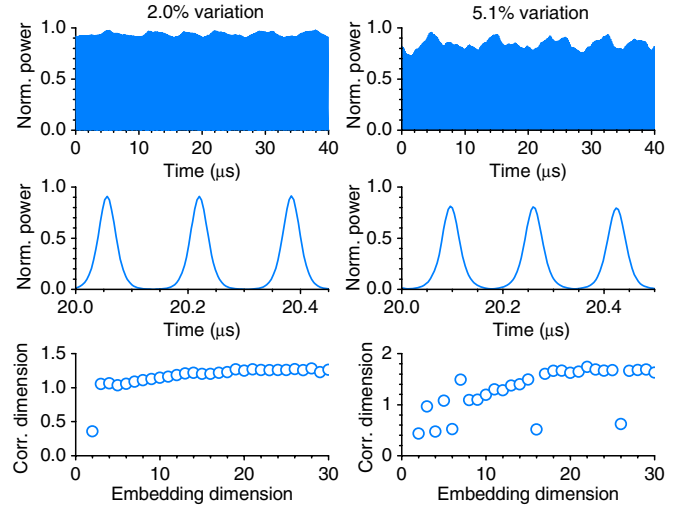 2.0% variation
5.1% variation
Norm. power
1.0
0.5
0.0
0 10 20 30 40
Time (μs)
Norm. power
1.0
0.5
0.0
0 10 20 30 40
Time (μs)
Norm. power
1.0
0.5
0
20.0 20.2 20.4
Time (μs)
Norm. power
1.0
0.5
0
20.0 20.2 20.4
Time (μs)
Corr. dimension
1.5
1.0
0.5
0.0
0 10 20 30
Embedding dimension
Corr. dimension
2
1
0
0 10 20 30
Embedding dimension